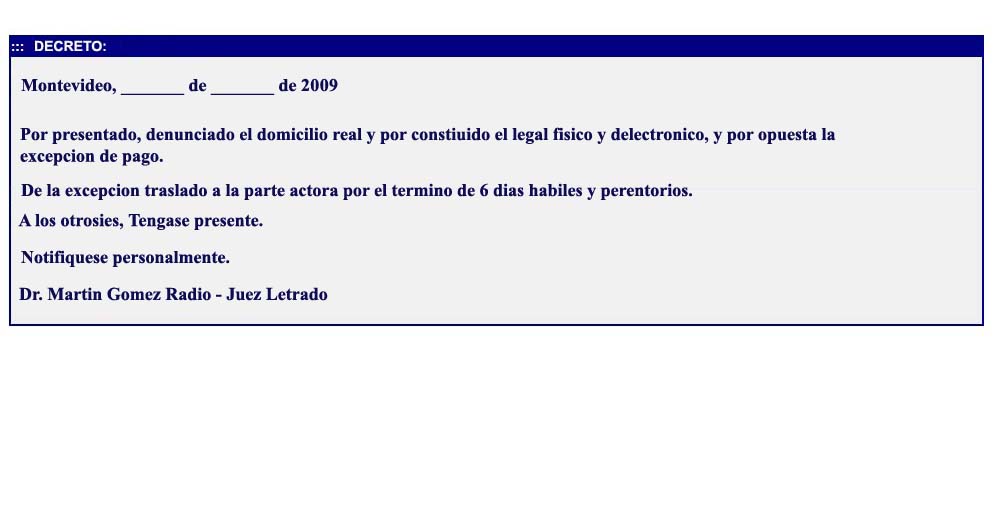 ::: DECRETO:
Montevideo, _______ de _______ de 2009
Por presentado, denunciado el domicilio real y por constiuido el legal fisico y delectronico, y por opuesta la
excepcion de pago.
De la excepcion traslado a la parte actora por el termino de 6 dias habiles y perentorios.
A los otrosies, Tengase presente.
Notifiquese personalmente.
Dr. Martin Gomez Radio - Juez Letrado